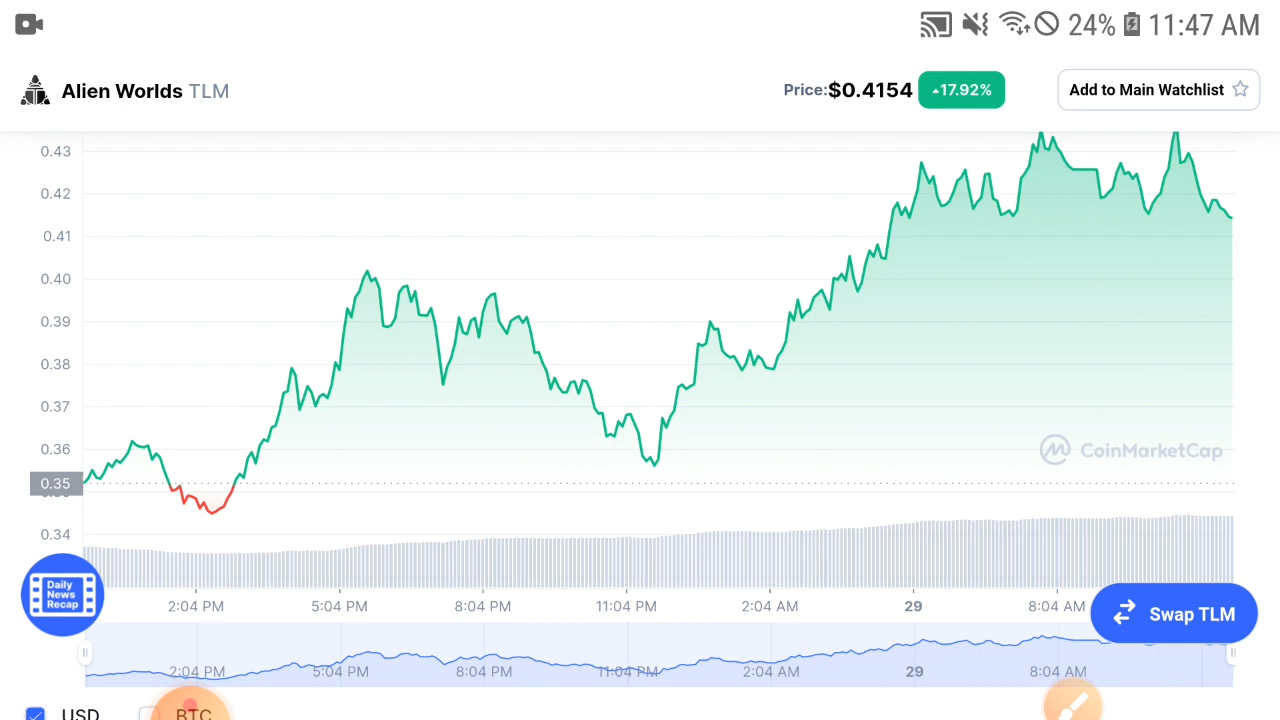 24% 11:47 AM
Alien Worlds TLM
Price: $0.4154 17.92%
Add to Main Watchlist
0.43
0.42
0.41
0.40
0.39
0.38
0.37
0.36
0.35
0.34
CoinMarketCap
Daily
News
Recap
2:04 PM 5:04 PM 8:04 PM 11:04 PM 2:04 AM 29 8:04 AM
Swap TLM
2:04 PM 5:04 PM 8:04 PM 11:04 PM 2:04 AM 29 8:04 AM
USD BTC